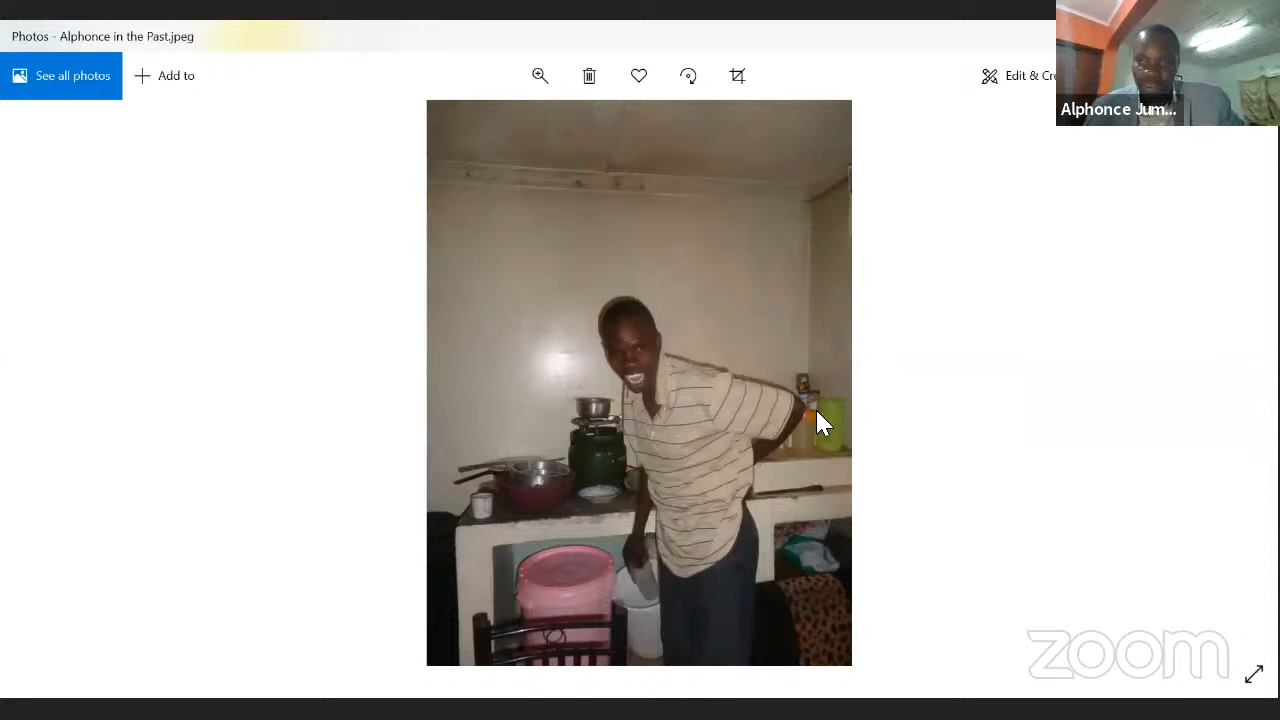 Photos - Alphonce in the Past.jpeg
See all photos
Add to
Edit & Cre
Alphonce Jum...
zoom